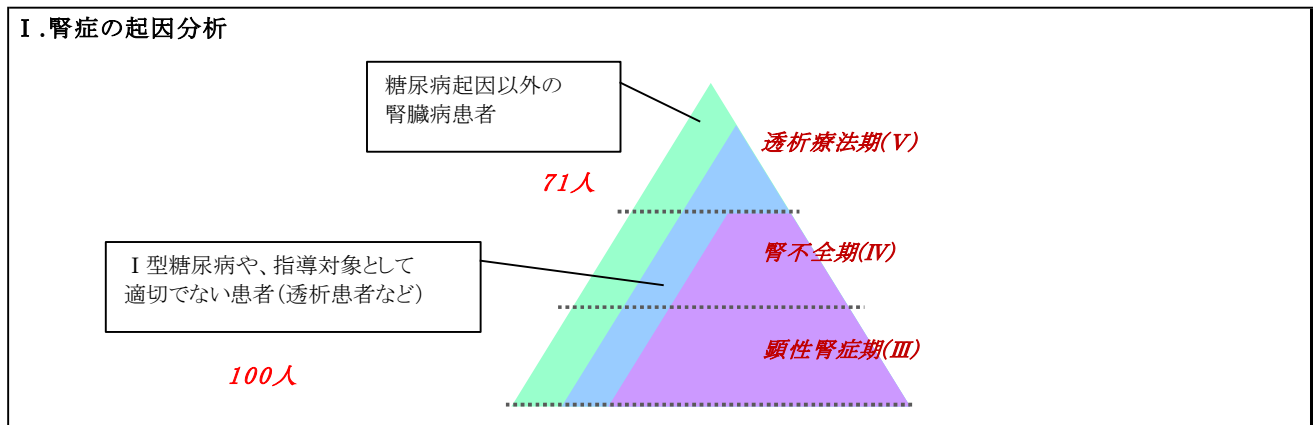 Ⅰ.腎症の起因分析
糖尿病起因以外の
腎臓病患者
透析療法期(Ⅴ)
71人
腎不全期(Ⅳ)
Ⅰ型糖尿病や、指導対象として
適切でない患者(透析患者など)
顕性腎症期(Ⅲ)
100人